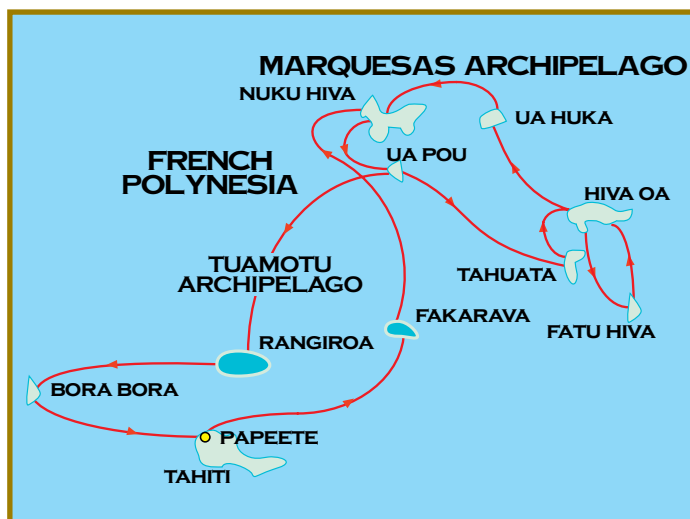 MARQUESAS ARCHIPELAGO
NUKU HIVA
UA HUKA
UA POU
FRENCH
POLYNESIA
HIVA OA
TUAMOTU
ARCHIPELAGO
TAHUATA
FAKARAVA
FATU HIVA
RANGIROA
BORA BORA
PAPEETE
TAHITI